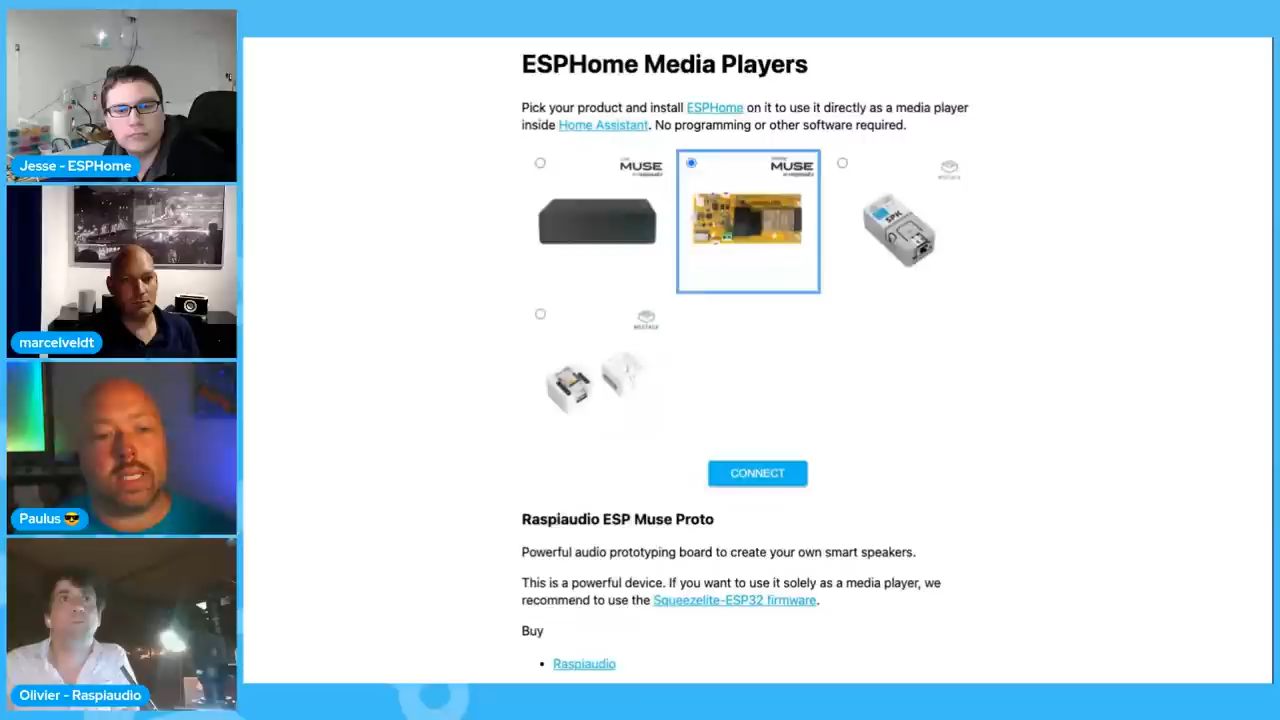 Jesse - ESPHome
marcelveldt
Paulus 😎
Olivier - Raspiaudio
ESPHome Media Players
Pick your product and install ESPHome on it to use it directly as a media player
inside Home Assistant. No programming or other software required.
MUSE
MUSE
SPK
CONNECT
Raspiaudio ESP Muse Proto
Powerful audio prototyping board to create your own smart speakers.
This is a powerful device. If you want to use it solely as a media player, we
recommend to use the Squeezelite-ESP32 firmware.
Buy
• Raspiaudio